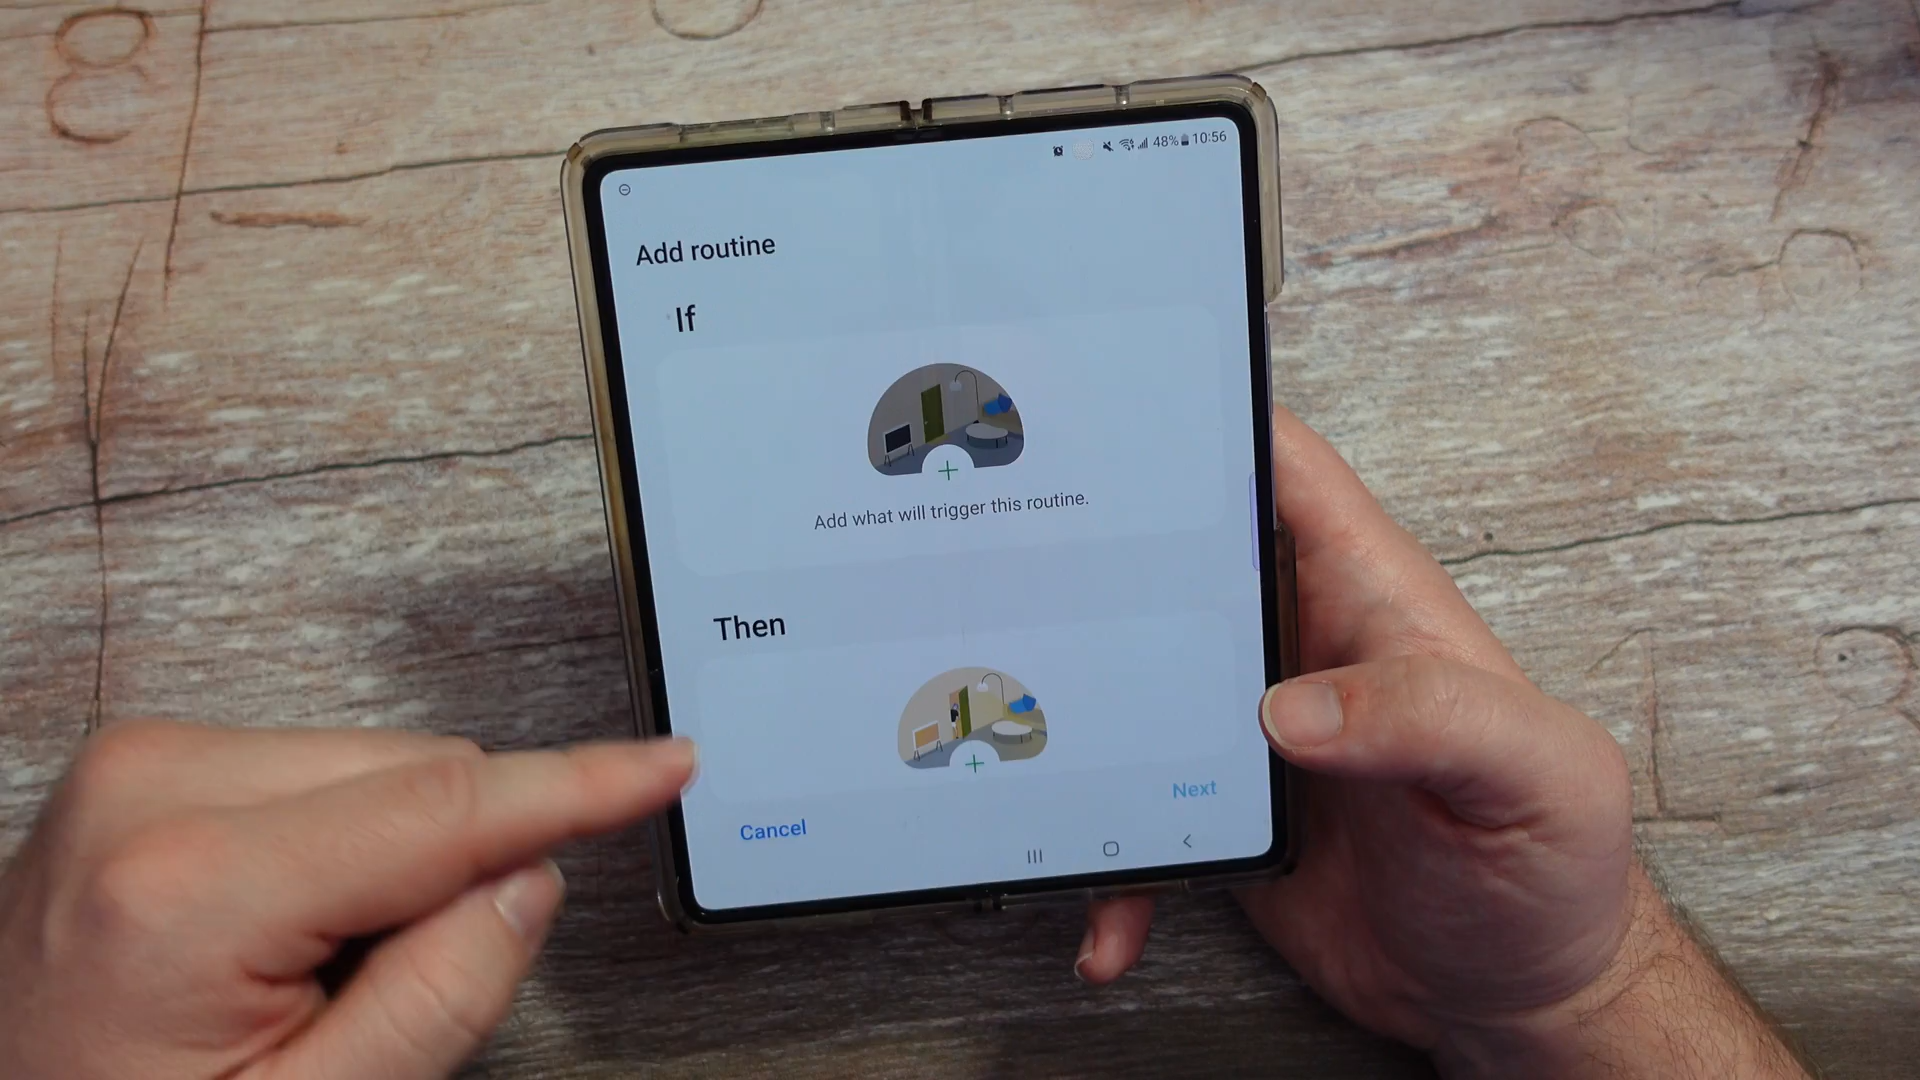 48% 10:56
Add routine
If
Add what will trigger this routine.
Then
Next
Cancel